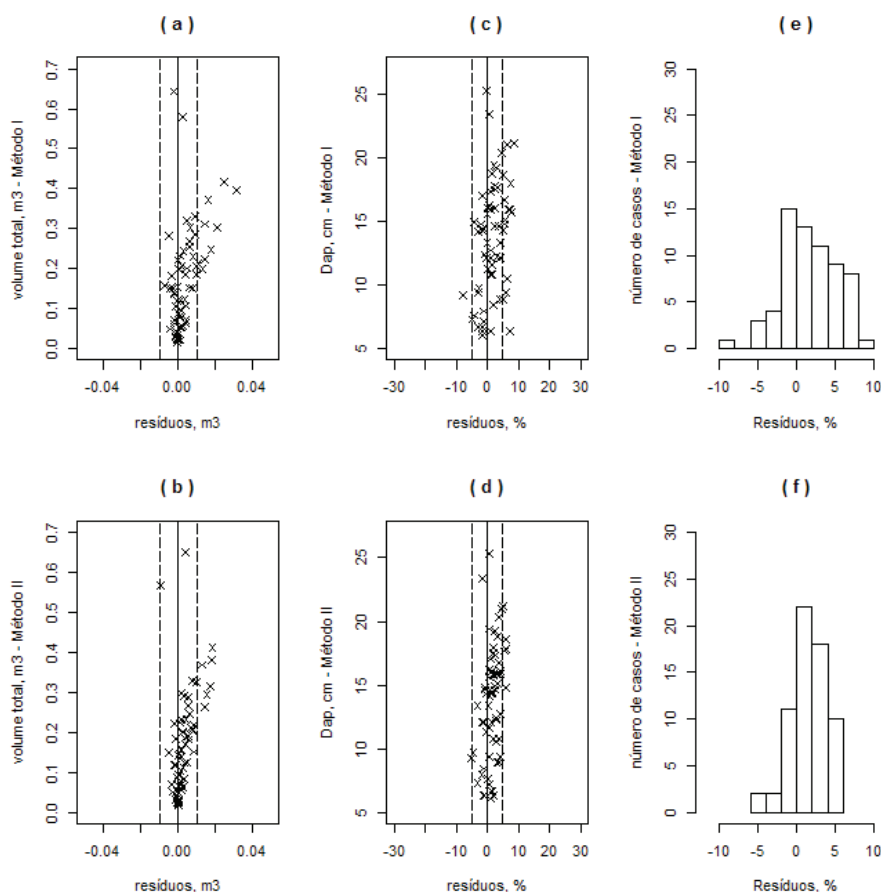 ( a )
volume total, m3 - Método I
0.0 0.1 0.2 0.3 0.4 0.5 0.6 0.7
-0.04 0.00 0.04
resíduos, m3
( c )
Dap, cm - Método I
5 10 15 20 25
-30 -10 0 10 20 30
resíduos, %
( e )
número de casos - Método I
0 5 10 15 20 25 30
-10 -5 0 5 10
Resíduos, %
( b )
volume total, m3 - Método II
0.0 0.1 0.2 0.3 0.4 0.5 0.6 0.7
-0.04 0.00 0.04
resíduos, m3
( d )
Dap, cm - Método II
5 10 15 20 25
-30 -10 0 10 20 30
resíduos, %
( f )
número de casos - Método II
0 5 10 15 20 25 30
-10 -5 0 5 10
Resíduos, %